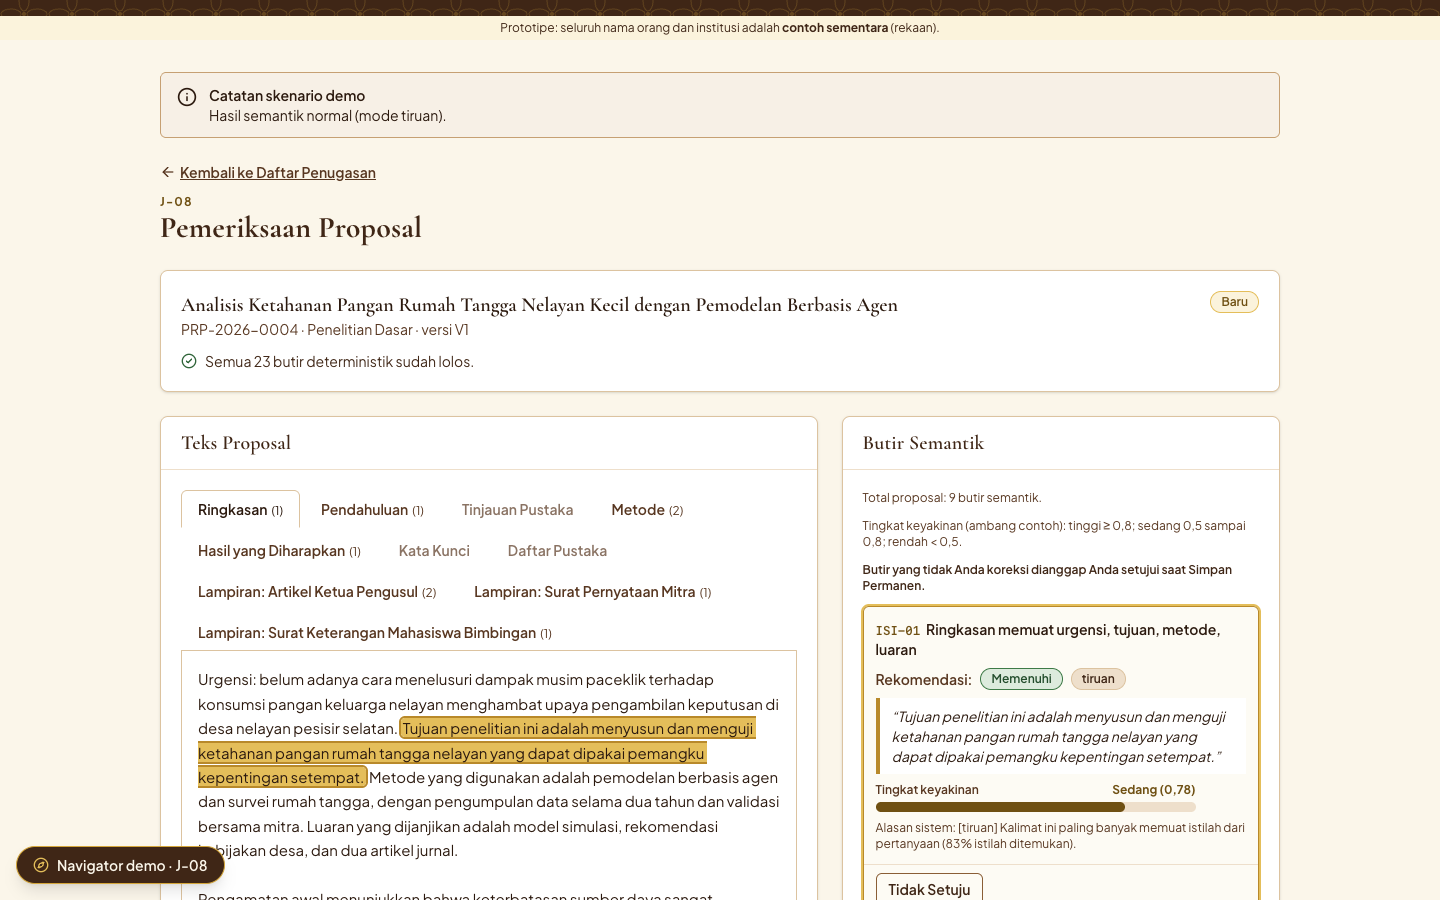 Prototipe: seluruh nama orang dan institusi adalah contoh sementara (rekaan).
Catatan skenario demo
Hasil semantik normal (mode tiruan).
Kembali ke Daftar Penugasan
J-08
Pemeriksaan Proposal
Analisis Ketahanan Pangan Rumah Tangga Nelayan Kecil dengan Pemodelan Berbasis Agen
Baru
PRP-2026-0004 · Penelitian Dasar · versi V1
Semua 23 butir deterministik sudah lolos.
Teks Proposal
Ringkasan (1)
Pendahuluan (1)
Tinjauan Pustaka
Metode (2)
Hasil yang Diharapkan (1)
Kata Kunci
Daftar Pustaka
Lampiran: Artikel Ketua Pengusul (2)
Lampiran: Surat Pernyataan Mitra (1)
Lampiran: Surat Keterangan Mahasiswa Bimbingan (1)
Urgensi: belum adanya cara menelusuri dampak musim paceklik terhadap
konsumsi pangan keluarga nelayan menghambat upaya pengambilan keputusan di
desa nelayan pesisir selatan. Tujuan penelitian ini adalah menyusun dan menguji
ketahanan pangan rumah tangga nelayan yang dapat dipakai pemangku
kepentingan setempat. Metode yang digunakan adalah pemodelan berbasis agen
dan survei rumah tangga, dengan pengumpulan data selama dua tahun dan validasi
bersama mitra. Luaran yang dijanjikan adalah model simulasi, rekomendasi
kebijakan desa, dan dua artikel jurnal.
Pengamatan awal menunjukkan bahwa keterbatasan sumber daya sangat
Butir Semantik
Total proposal: 9 butir semantik.
Tingkat keyakinan (ambang contoh): tinggi ≥ 0,8; sedang 0,5 sampai
0,8; rendah < 0,5.
Butir yang tidak Anda koreksi dianggap Anda setujui saat Simpan
Permanen.
ISI-01 Ringkasan memuat urgensi, tujuan, metode,
luaran
Rekomendasi: Memenuhi tiruan
“Tujuan penelitian ini adalah menyusun dan menguji
ketahanan pangan rumah tangga nelayan yang
dapat dipakai pemangku kepentingan setempat.”
Tingkat keyakinan Sedang (0,78)
Alasan sistem: [tiruan] Kalimat ini paling banyak memuat istilah dari
pertanyaan (83% istilah ditemukan).
Tidak Setuju
Navigator demo · J-08